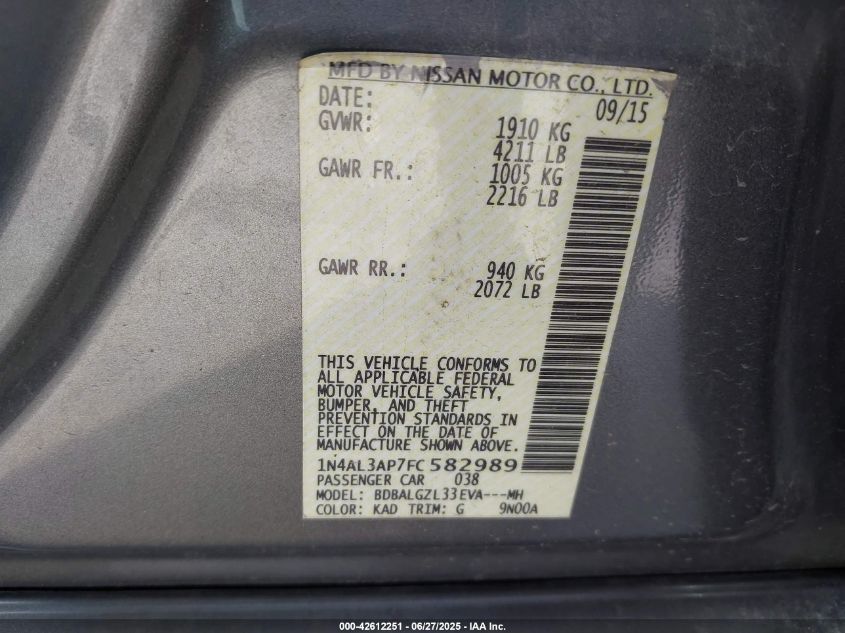 MFD BY NISSAN MOTOR CO., LTD.
DATE: 09/15
GVWR: 1910 KG
4211 LB
GAWR FR.: 1005 KG
2216 LB
GAWR RR.: 940 KG
2072 LB
THIS VEHICLE CONFORMS TO
ALL APPLICABLE FEDERAL
MOTOR VEHICLE SAFETY,
BUMPER, AND THEFT
PREVENTION STANDARDS IN
EFFECT ON THE DATE OF
MANUFACTURE SHOWN ABOVE.
1N4AL3AP7FC582989
PASSENGER CAR 038
MODEL: BDBALGZL33EVA---MH
COLOR: KAD TRIM: G 9N00A
000-42612251 | 06/27/2025 - IAA Inc.